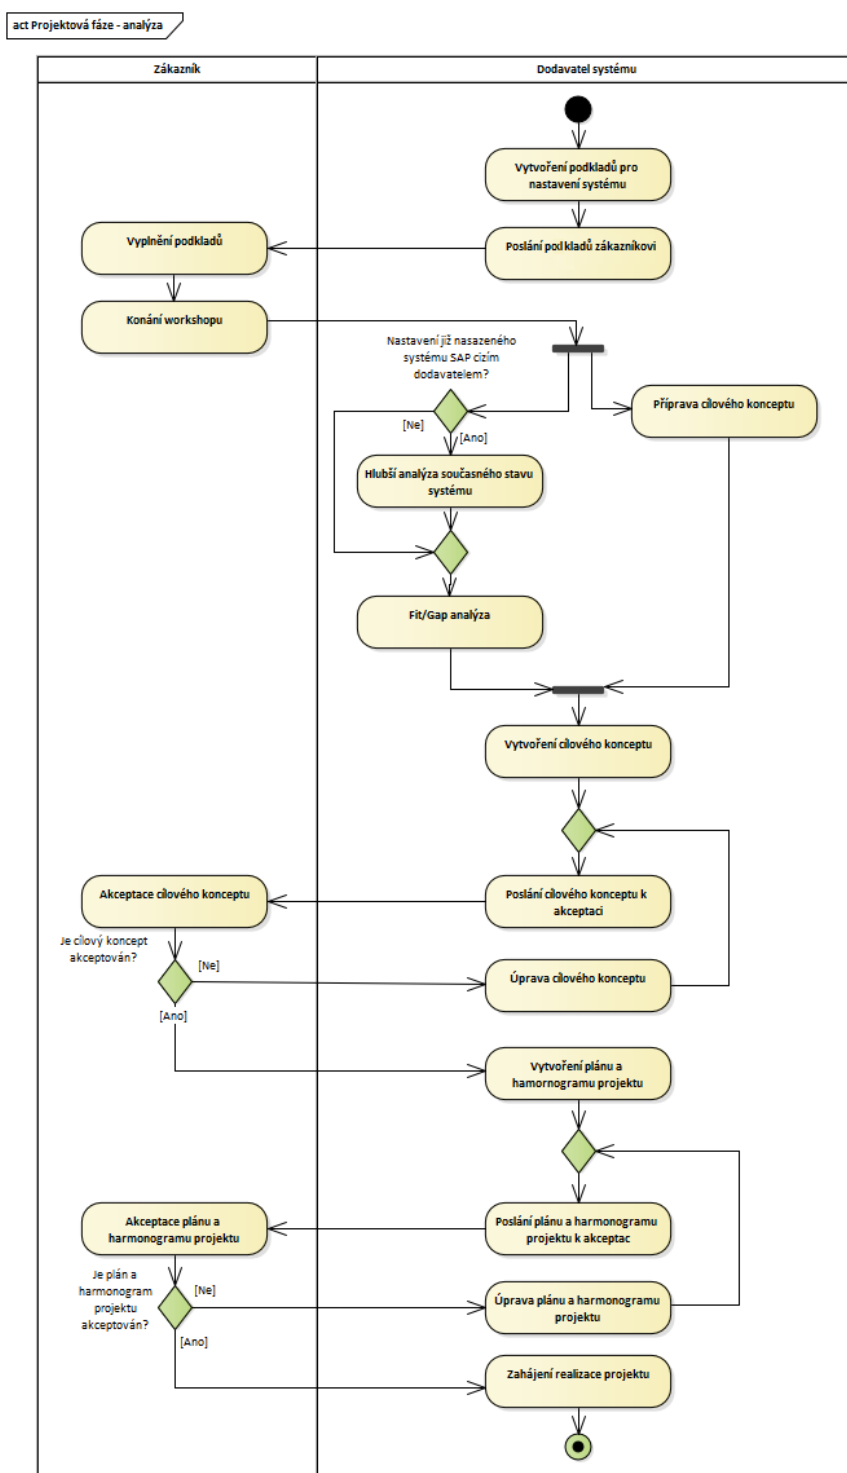 act Projektová fáze - analýza
Zákazník
Dodavatel systému
Vytvoření podkladů pro
nastavení systému
Vyplnění podkladů
Poslání podkladů zákazníkovi
Konání workshopu
Nastavení již nasazeného
systému SAP cizím
dodavatelem?
Příprava cílového konceptu
[Ne]
[Ano]
Hlubší analýza současného stavu
systému
Fit/Gap analýza
Vytvoření cílového konceptu
Akceptace cílového konceptu
Poslání cílového konceptu k
akceptaci
Je cílový koncept
akceptován?
[Ne]
Úprava cílového konceptu
[Ano]
Vytvoření plánu a
hamornogramu projektu
Akceptace plánu a
harmonogramu projektu
Poslání plánu a harmonogramu
projektu k akceptac
Je plán a
harmonogram
projektu
akceptován?
[Ne]
Úprava plánu a harmonogramu
projektu
[Ano]
Zahájení realizace projektu